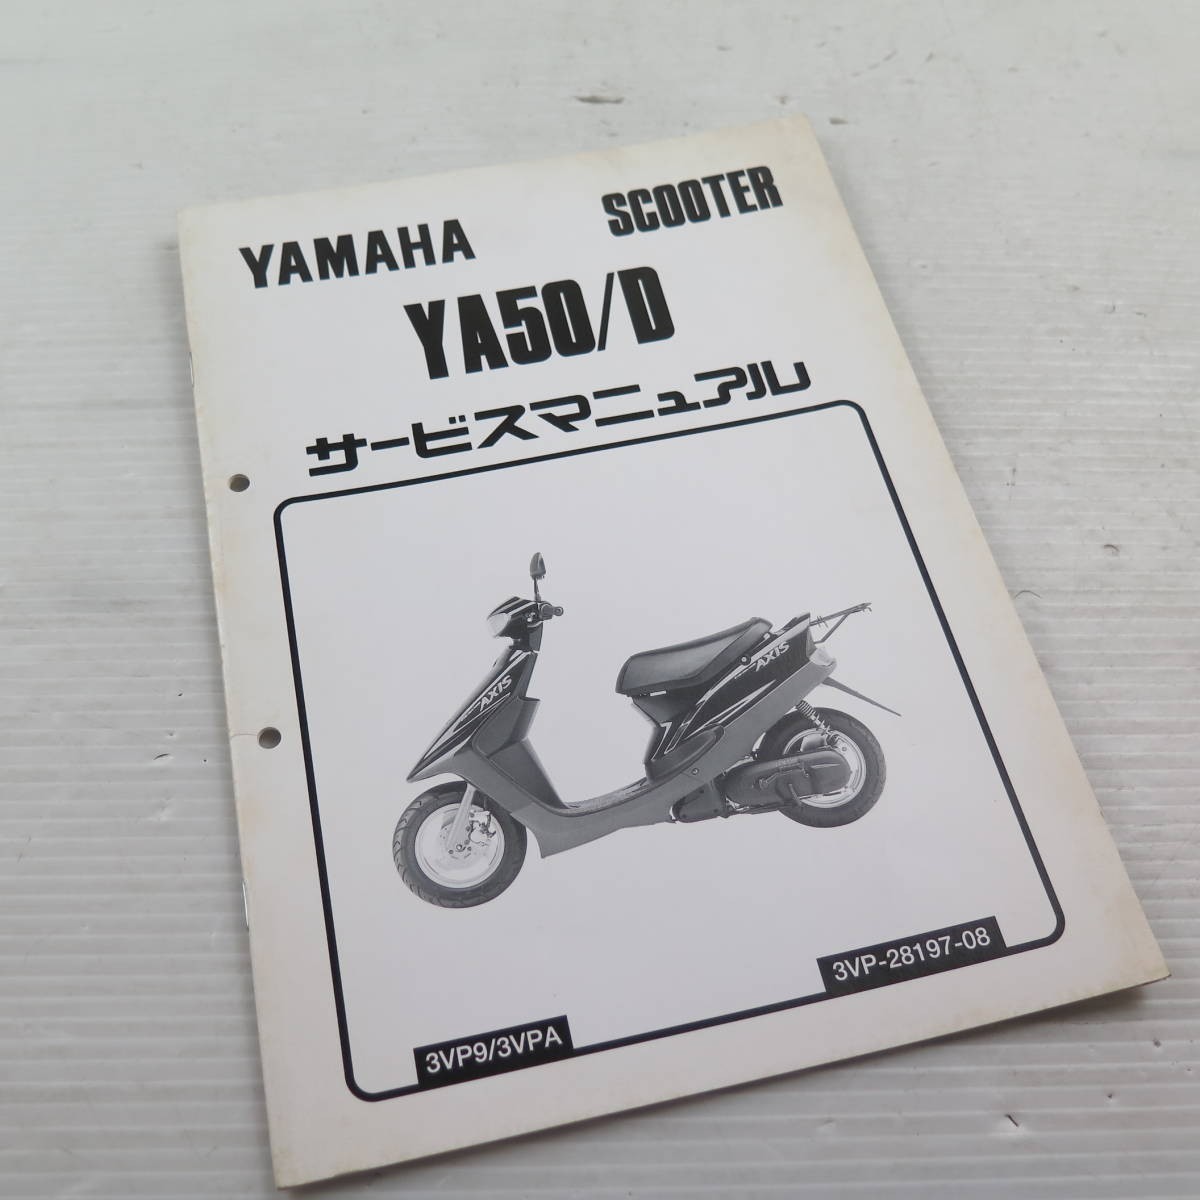 YAMAHA SCOOTER
YA50/D
サービスマニュアル
AXIS
AXIS
3VP-28197-08
3VP9/3VPA